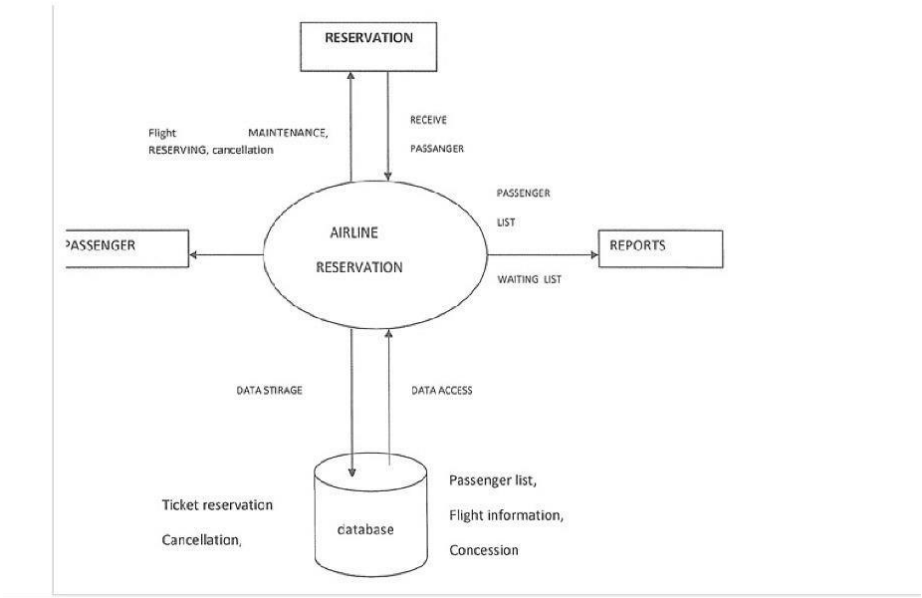 RESERVATION
RECEIVE
Flight MAINTENANCE,
RESERVING, cancellation
PASSANGER
PASSENGER
LIST
AIRLINE
PASSENGER
REPORTS
RESERVATION
WAITING LIST
DATA STIRAGE
DATA ACCESS
Passenger list,
Ticket reservation
Flight information,
database
Cancellation,
Concession